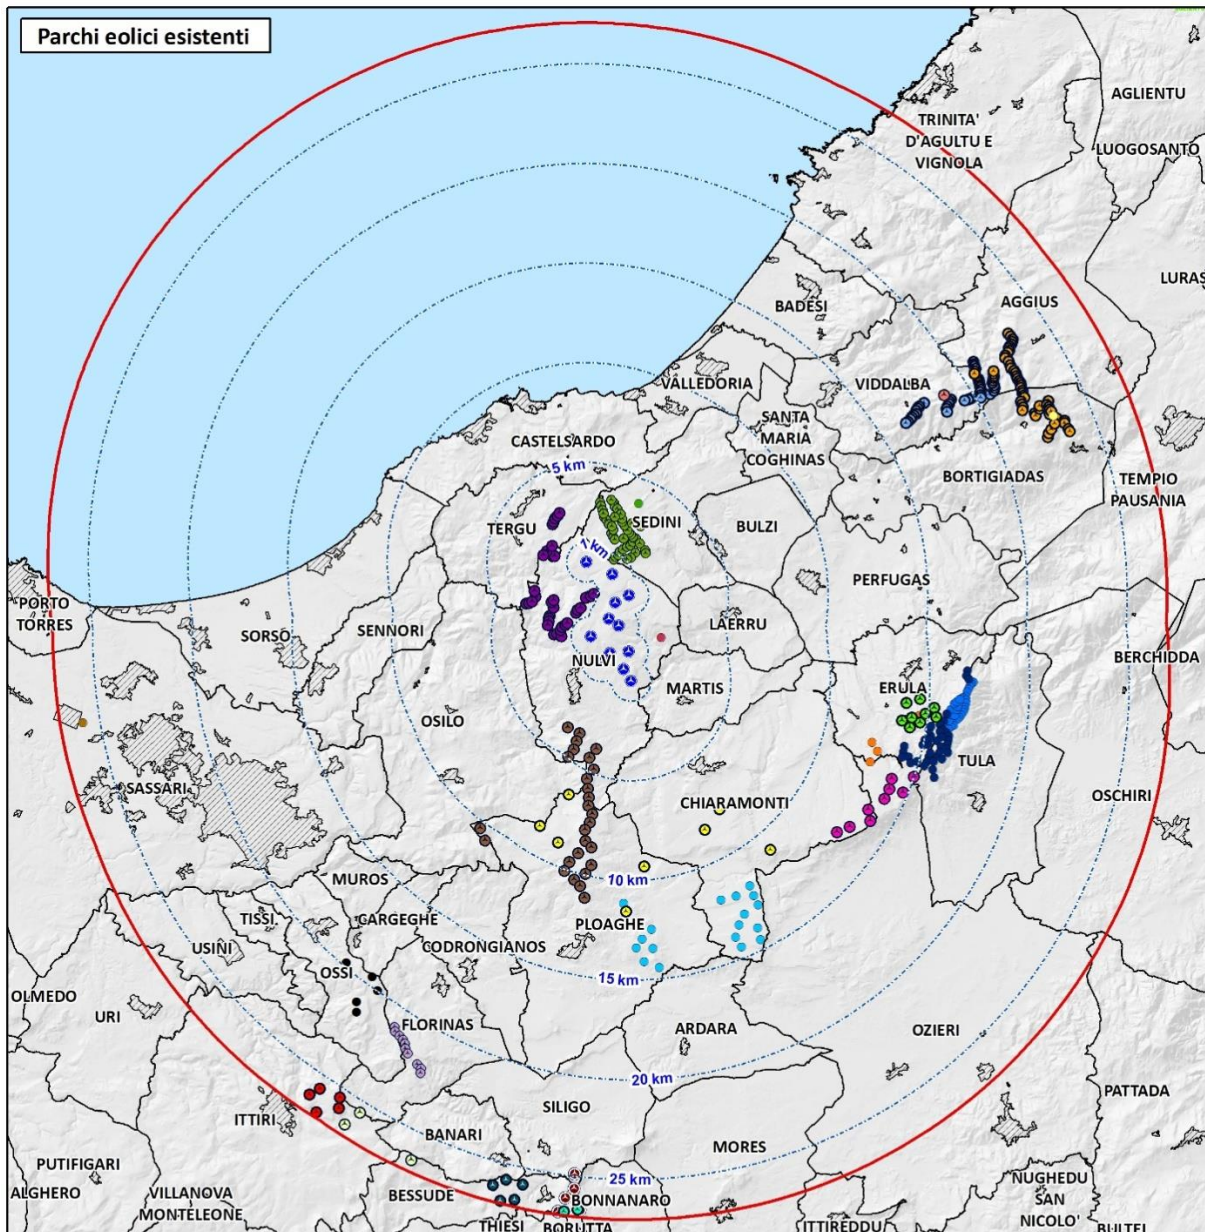 Parchi eolici esistenti
AGLIENTU
TRINITA'
D'AGULTU E
VIGNOLA
LUOGOSANTO
LURAS
BADESI
AGGIUS
VALLEDORIA
VIDDALBA
SANTA
MARIA
COGHINAS
CASTELSARDO
5 km
BORTIGIADAS
TEMPIO
PAUSANIA
TERGU
SEDINI
BULZI
1 km
PERFUGAS
PORTO
TORRES
SORSO
SENNORI
LAERRU
BERCHIDDA
NULVI
MARTIS
ERULA
OSILO
TULA
SASSARI
CHIARAMONTI
OSCHIRI
MUROS
10 km
TISSI
CARGEGHE
PLOAGHE
USINI
CODRONGIANOS
OSSI
15 km
OLMEDO
URI
FLORINAS
ARDARA
OZIERI
20 km
PATTADA
ITTIRI
SILIGO
BANARI
MORES
PUTIFIGARI
25 km
ALGHERO
VILLANOVA
MONTELEONE
BESSUDE
BONNANARO
NUGHEDU
SAN
NICOLO'
THIESI
BORUTTA
ITTIREDDU
BULTEI